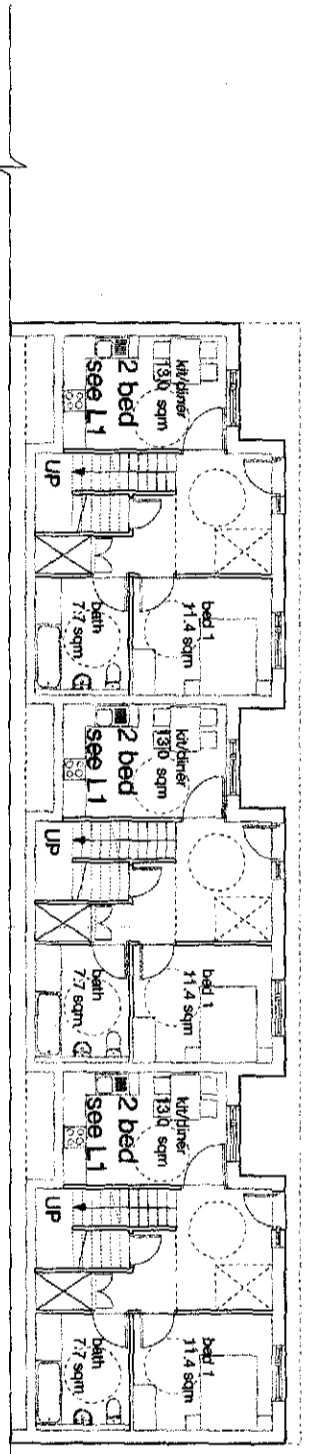 kit/diner
13.0 sqm
2 bed
see L1
UP
bed 1
11.4 sqm
bath
7.7 sqm
kit/diner
13.0 sqm
2 bed
see L1
UP
bed 1
11.4 sqm
bath
7.7 sqm
kit/diner
13.0 sqm
2 bed
see L1
UP
bed 1
11.4 sqm
bath
7.7 sqm